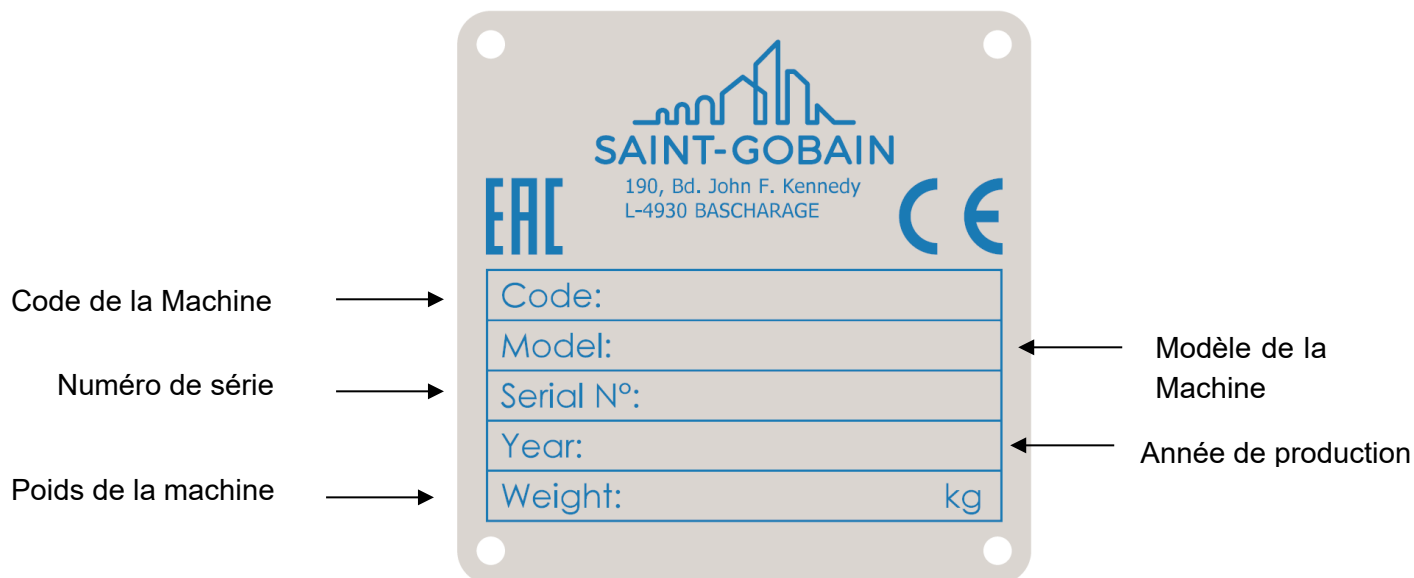 SAINT-GOBAIN
190, Bd. John F. Kennedy
L-4930 BASCHARAGE
EAC
CE
Code de la Machine
Code:
Model:
Modèle de la
Machine
Numéro de série
Serial N°:
Year:
Année de production
Poids de la machine
Weight: kg